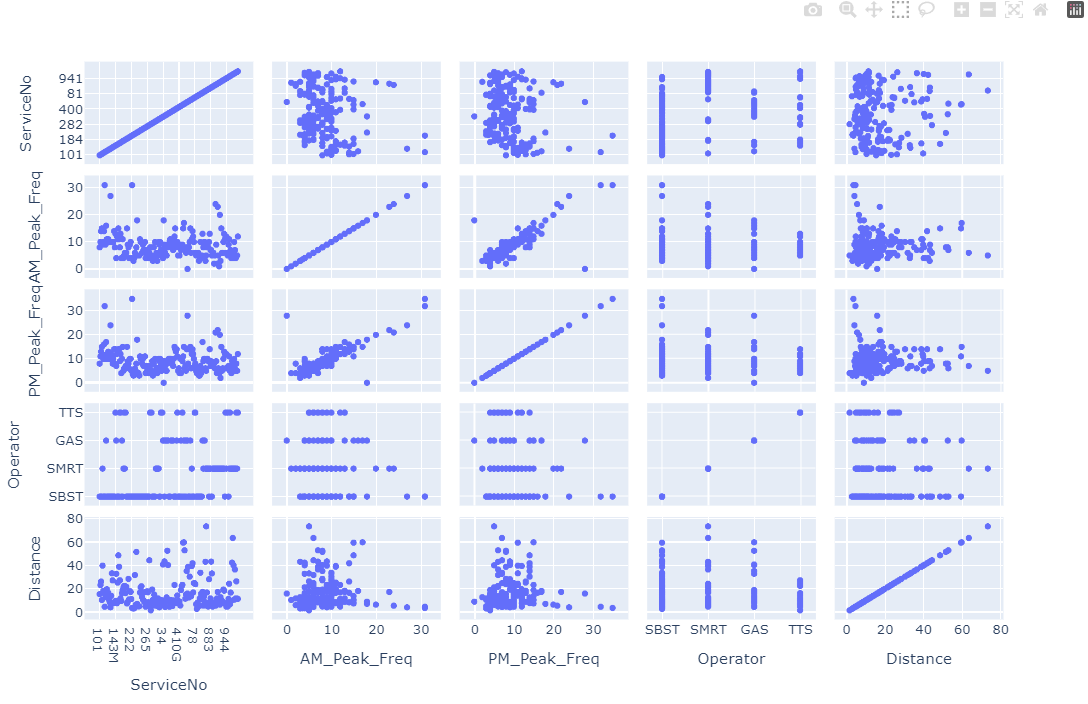 ServiceNo
941
81
400
282
184
101
AM_Peak_Freq
30
20
10
0
PM_Peak_Freq
30
20
10
0
Operator
TTS
GAS
SMRT
SBST
Distance
80
60
40
20
0
101 143M 222 265 34 410G 78 883 944
0 10 20 30
0 10 20 30
SBST SMRT GAS TTS
0 20 40 60 80
ServiceNo
AM_Peak_Freq
PM_Peak_Freq
Operator
Distance